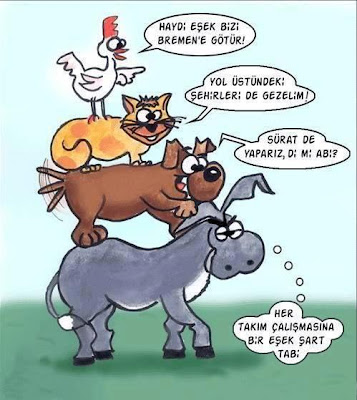 HAYDİ EŞEK BİZİ
BREMEN'E GÖTÜR!
YOL ÜSTÜNDEKİ
ŞEHİRLERİ DE GEZELİM!
SÜRAT DE
YAPARIZ, Dİ Mİ ABİ?
HER
TAKIM ÇALIŞMASINA
BİR EŞEK ŞART
TABİ